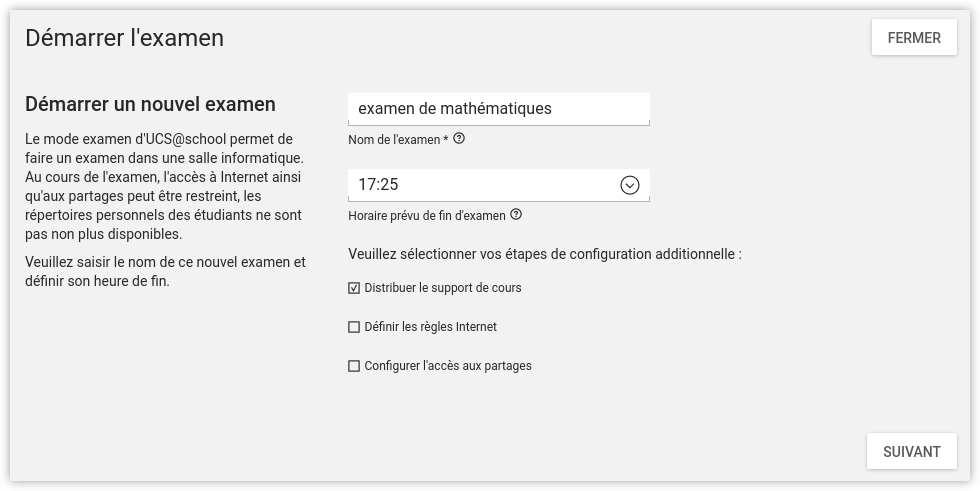 Démarrer l'examen
FERMER
Démarrer un nouvel examen
Le mode examen d'UCS@school permet de
faire un examen dans une salle informatique.
Au cours de l'examen, l'accès à Internet ainsi
qu'aux partages peut être restreint, les
répertoires personnels des étudiants ne sont
pas non plus disponibles.
Veuillez saisir le nom de ce nouvel examen et
définir son heure de fin.
examen de mathématiques
Nom de l'examen *
17:25
Horaire prévu de fin d'examen
Veuillez sélectionner vos étapes de configuration additionnelle :
Distribuer le support de cours
Définir les règles Internet
Configurer l'accès aux partages
SUIVANT